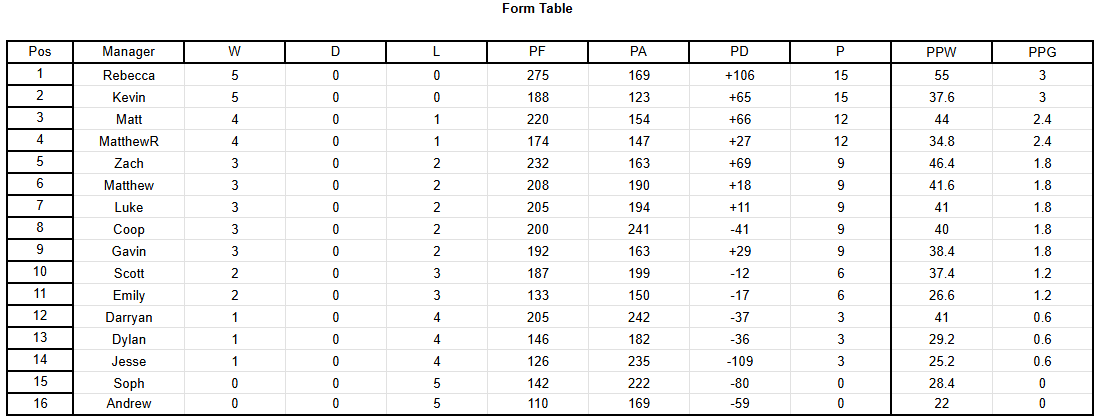 Form Table
Pos Manager W D L PF PA PD P PPW PPG
1 Rebecca 5 0 0 275 169 +106 15 55 3
2 Kevin 5 0 0 188 123 +65 15 37.6 3
3 Matt 4 0 1 220 154 +66 12 44 2.4
4 MatthewR 4 0 1 174 147 +27 12 34.8 2.4
5 Zach 3 0 2 232 163 +69 9 46.4 1.8
6 Matthew 3 0 2 208 190 +18 9 41.6 1.8
7 Luke 3 0 2 205 194 +11 9 41 1.8
8 Coop 3 0 2 200 241 -41 9 40 1.8
9 Gavin 3 0 2 192 163 +29 9 38.4 1.8
10 Scott 2 0 3 187 199 -12 6 37.4 1.2
11 Emily 2 0 3 133 150 -17 6 26.6 1.2
12 Darryan 1 0 4 205 242 -37 3 41 0.6
13 Dylan 1 0 4 146 182 -36 3 29.2 0.6
14 Jesse 1 0 4 126 235 -109 3 25.2 0.6
15 Soph 0 0 5 142 222 -80 0 28.4 0
16 Andrew 0 0 5 110 169 -59 0 22 0